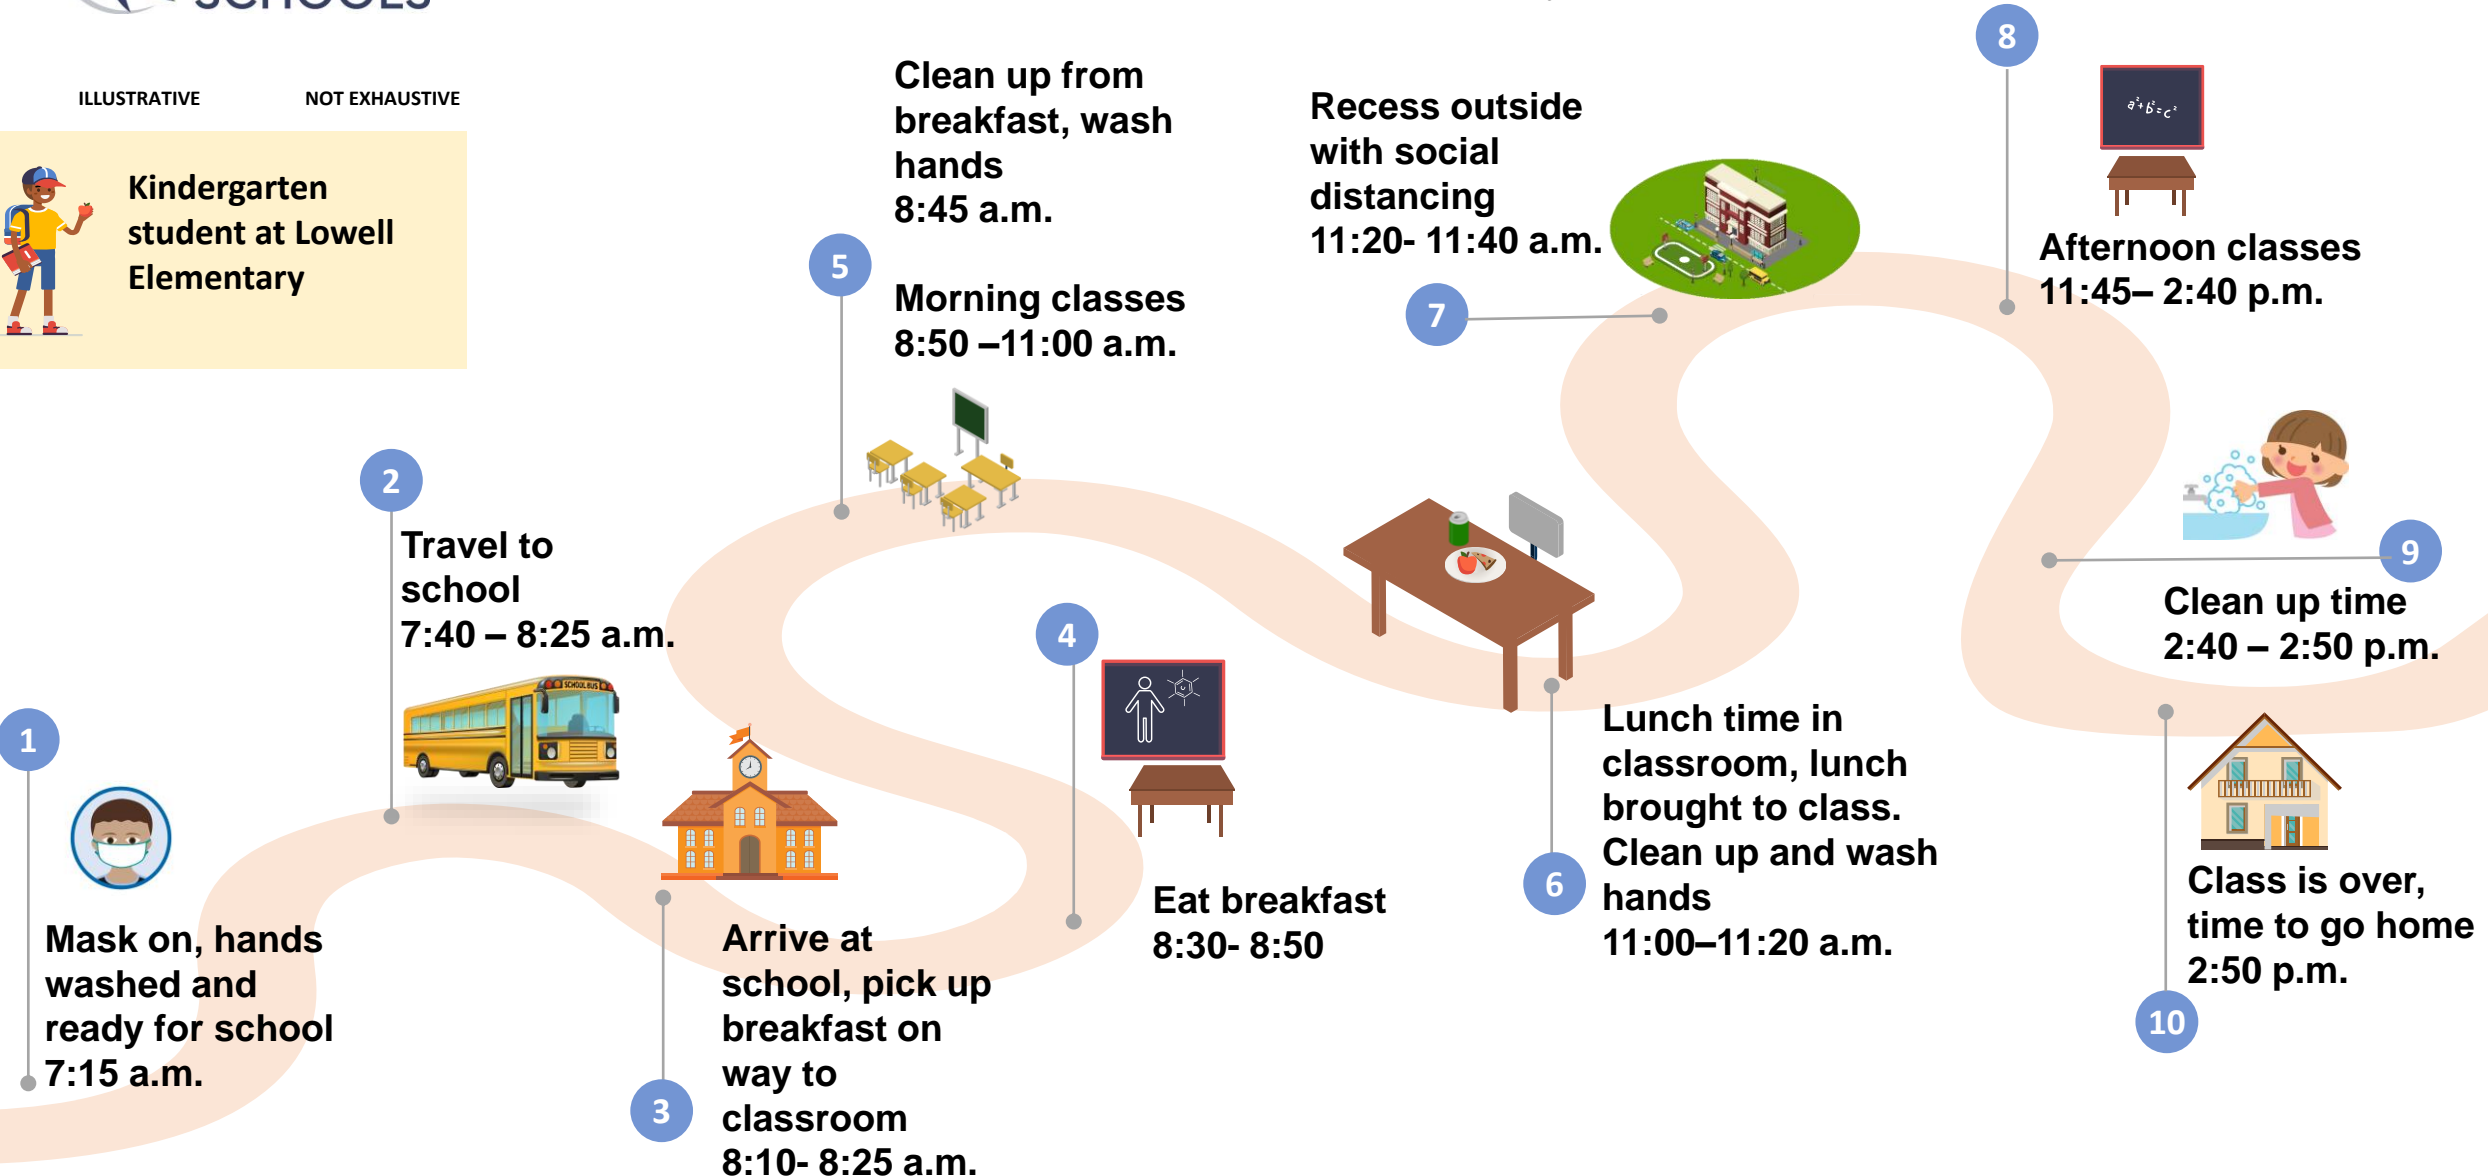 SCHOOLS
ILLUSTRATIVE NOT EXHAUSTIVE
Kindergarten
student at Lowell
Elementary
1
Mask on, hands
washed and
ready for school
7:15 a.m.
2
Travel to
school
7:40 – 8:25 a.m.
SCHOOL BUS
3
Arrive at
school, pick up
breakfast on
way to
classroom
8:10- 8:25 a.m.
4
Eat breakfast
8:30- 8:50
5
Clean up from
breakfast, wash
hands
8:45 a.m.
Morning classes
8:50 –11:00 a.m.
6
Lunch time in
classroom, lunch
brought to class.
Clean up and wash
hands
11:00–11:20 a.m.
7
Recess outside
with social
distancing
11:20- 11:40 a.m.
8
a²+b²=c²
Afternoon classes
11:45– 2:40 p.m.
9
Clean up time
2:40 – 2:50 p.m.
10
Class is over,
time to go home
2:50 p.m.